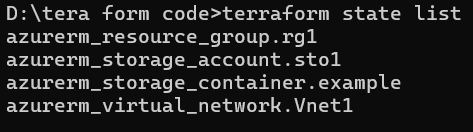 D:\tera form code>terraform state list
azurerm_resource_group.rg1
azurerm_storage_account.sto1
azurerm_storage_container.example
azurerm_virtual_network.Vnet1